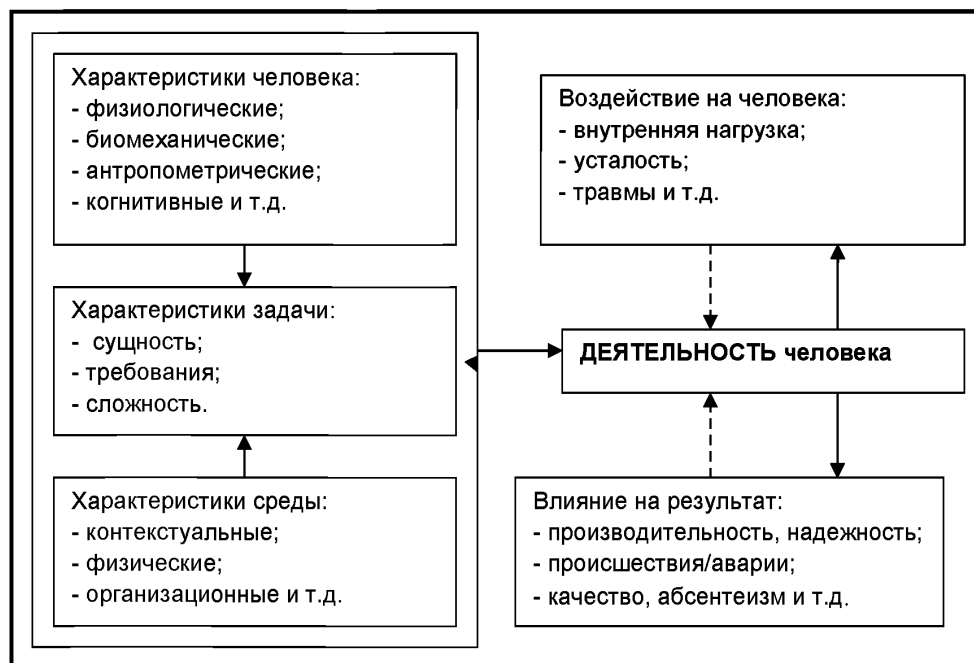 Характеристики человека:
- физиологические;
- биомеханические;
- антропометрические;
- когнитивные и т.д.
Характеристики задачи:
- сущность;
- требования;
- сложность.
Характеристики среды:
- контекстуальные;
- физические;
- организационные и т.д.
Воздействие на человека:
- внутренняя нагрузка;
- усталость;
- травмы и т.д.
ДЕЯТЕЛЬНОСТЬ человека
Влияние на результат:
- производительность, надежность;
- происшествия/аварии;
- качество, абсентеизм и т.д.